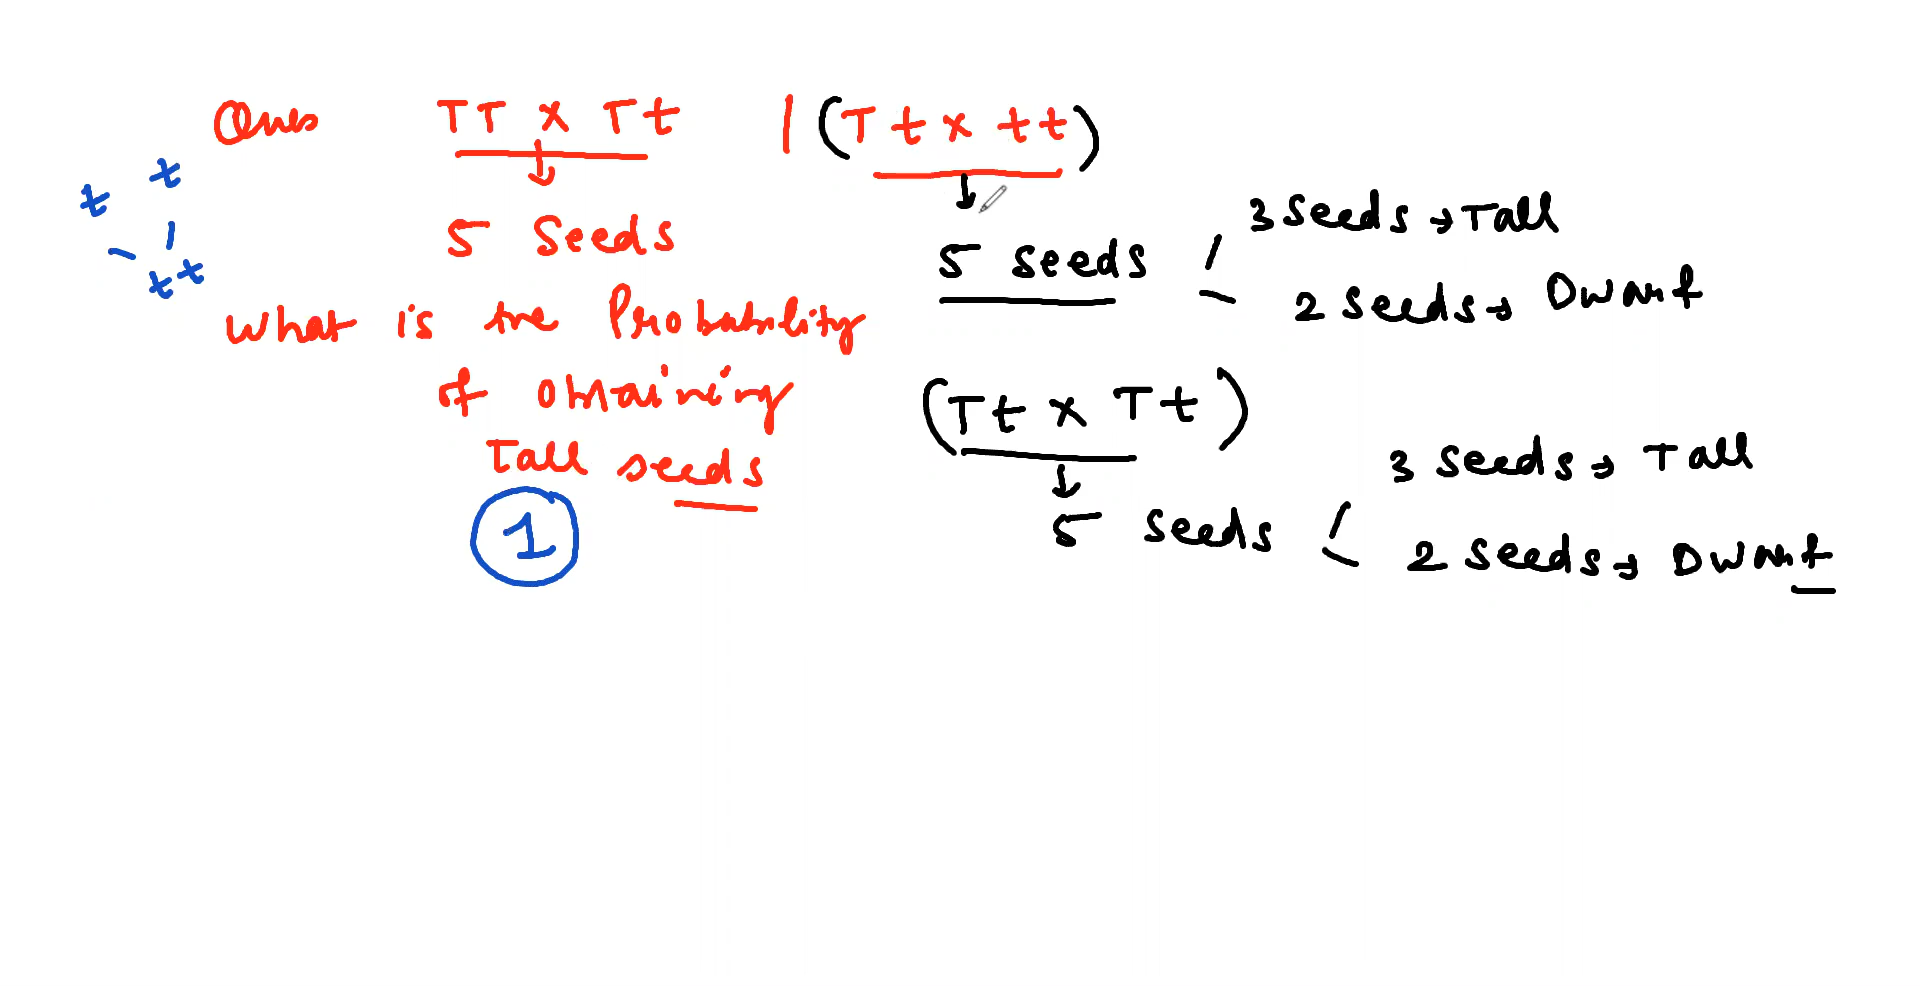 Ques TT x Tt | (Tt x tt)
t t
tt
5 Seeds
What is the Probability
of obtaining
Tall seeds
1
5 seeds
3 Seeds → Tall
2 Seeds → Dwarf
(Tt x Tt)
5 seeds
3 seeds → Tall
2 seeds → Dwarf